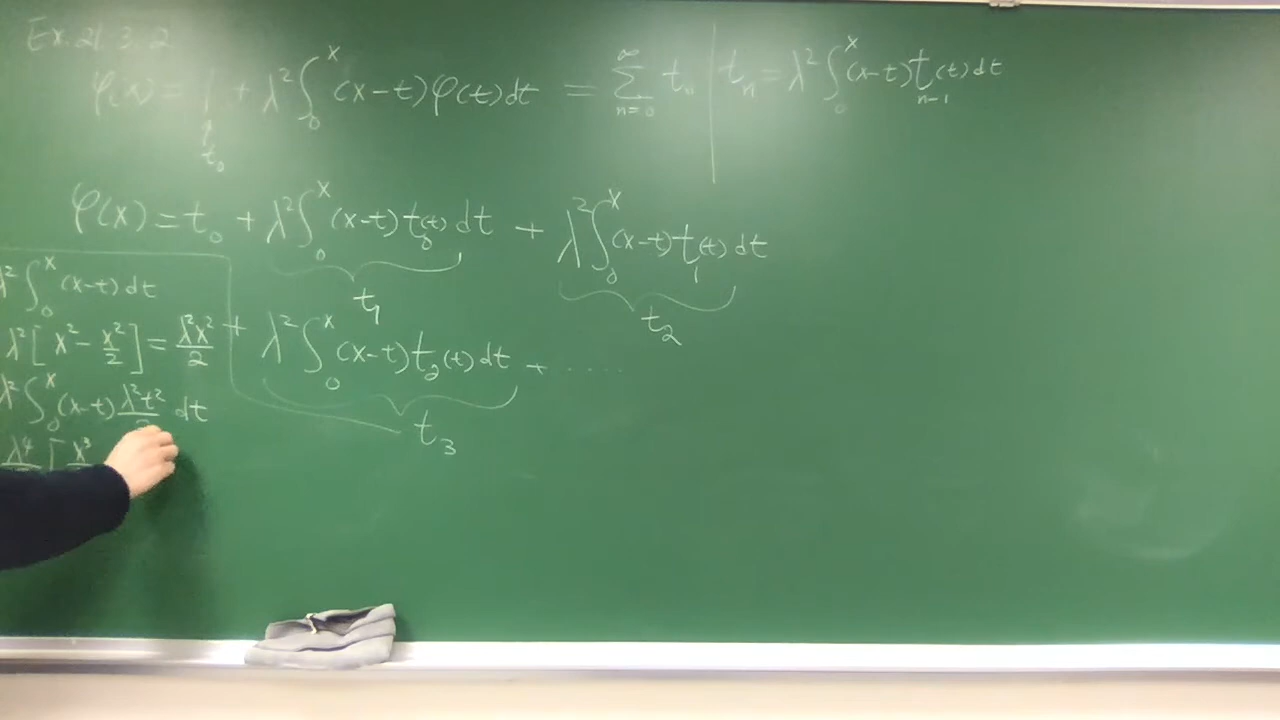 Ex. 21.3.2
φ(x) = 1 + λ² ∫₀ˣ (x-t)φ(t)dt = ∑_{n=0}^{∞} tₙ | tₙ = λ² ∫₀ˣ (x-t) t_{n-1}(t)dt
t₀
φ(x) = t₀ + λ² ∫₀ˣ (x-t) t₀(t) dt + λ² ∫₀ˣ (x-t) t₁(t) dt
t₁
t₂
+ λ² ∫₀ˣ (x-t) t₂(t) dt + ······
t₃
λ² ∫₀ˣ (x-t) dt
λ² [x² - x²/2] = λ²x²/2
λ² ∫₀ˣ (x-t) λ²t²/2 dt
λ⁴ [x³